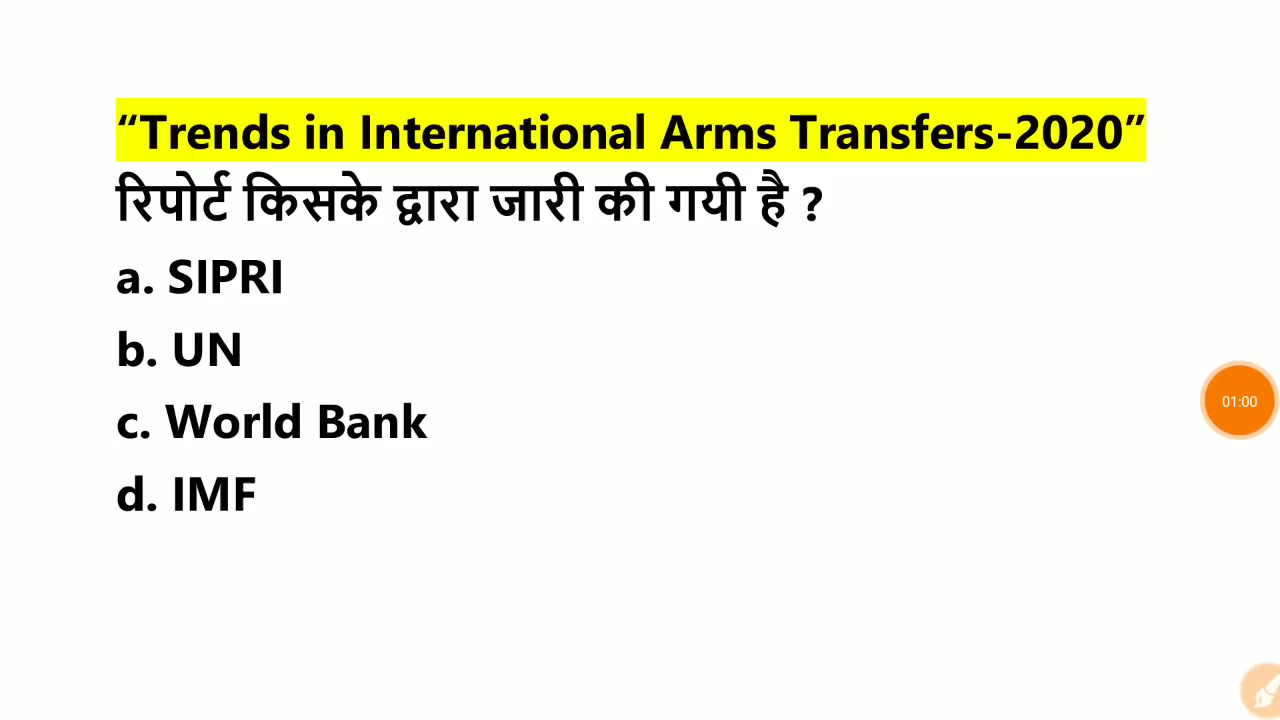 “Trends in International Arms Transfers-2020”
रिपोर्ट किसके द्वारा जारी की गयी है ?
a. SIPRI
b. UN
c. World Bank
d. IMF
01:00